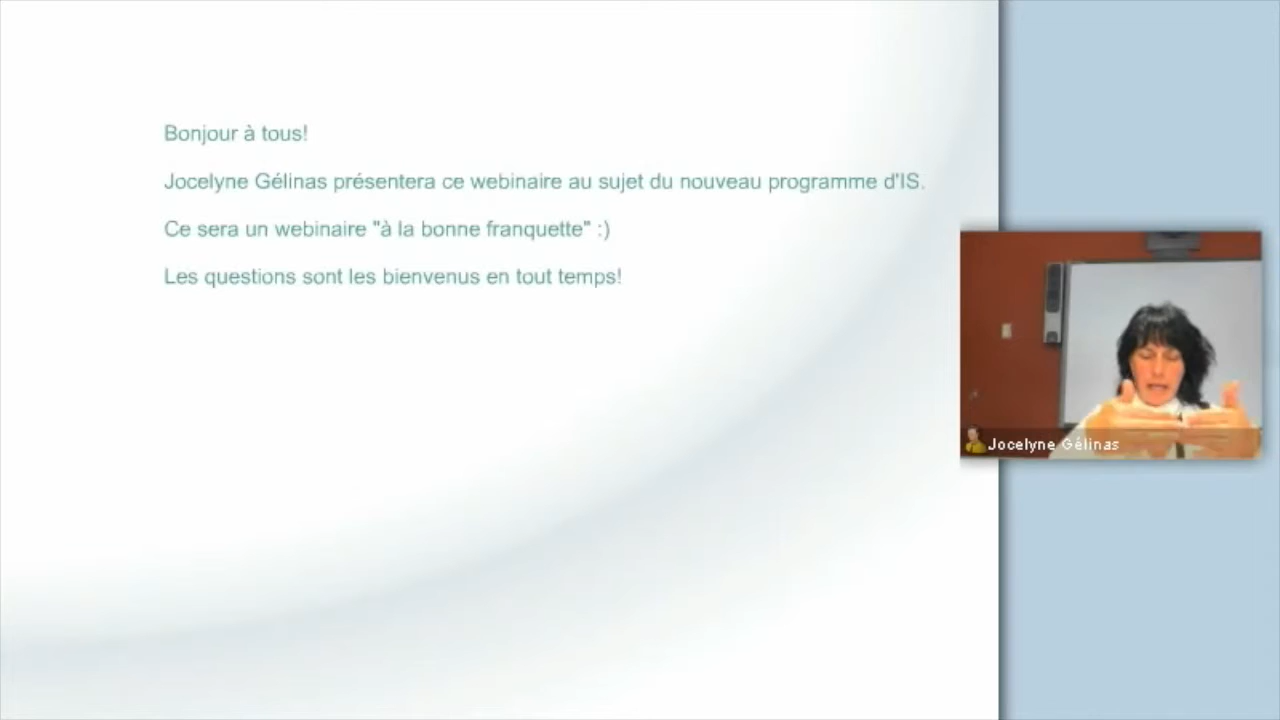 Bonjour à tous!
Jocelyne Gélinas présentera ce webinaire au sujet du nouveau programme d'IS.
Ce sera un webinaire "à la bonne franquette" :)
Les questions sont les bienvenus en tout temps!
Jocelyne Gélinas